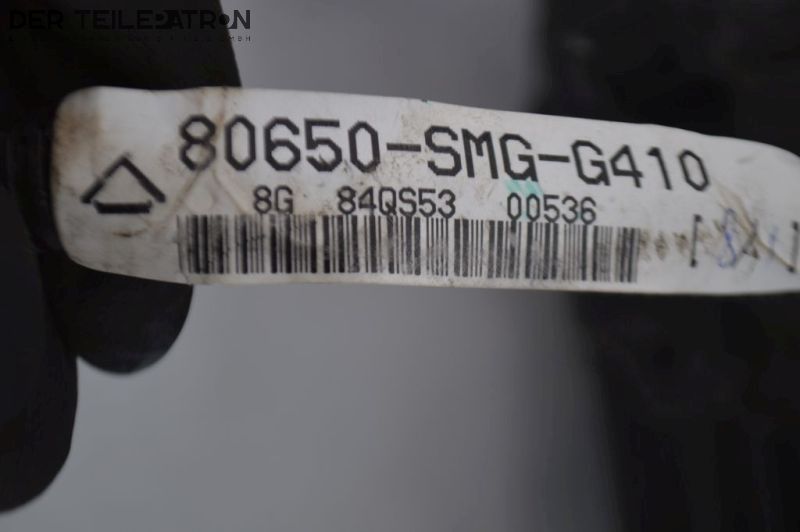 DER TEILEPATRON
80650-SMG-G410
8G 84QS53 00536